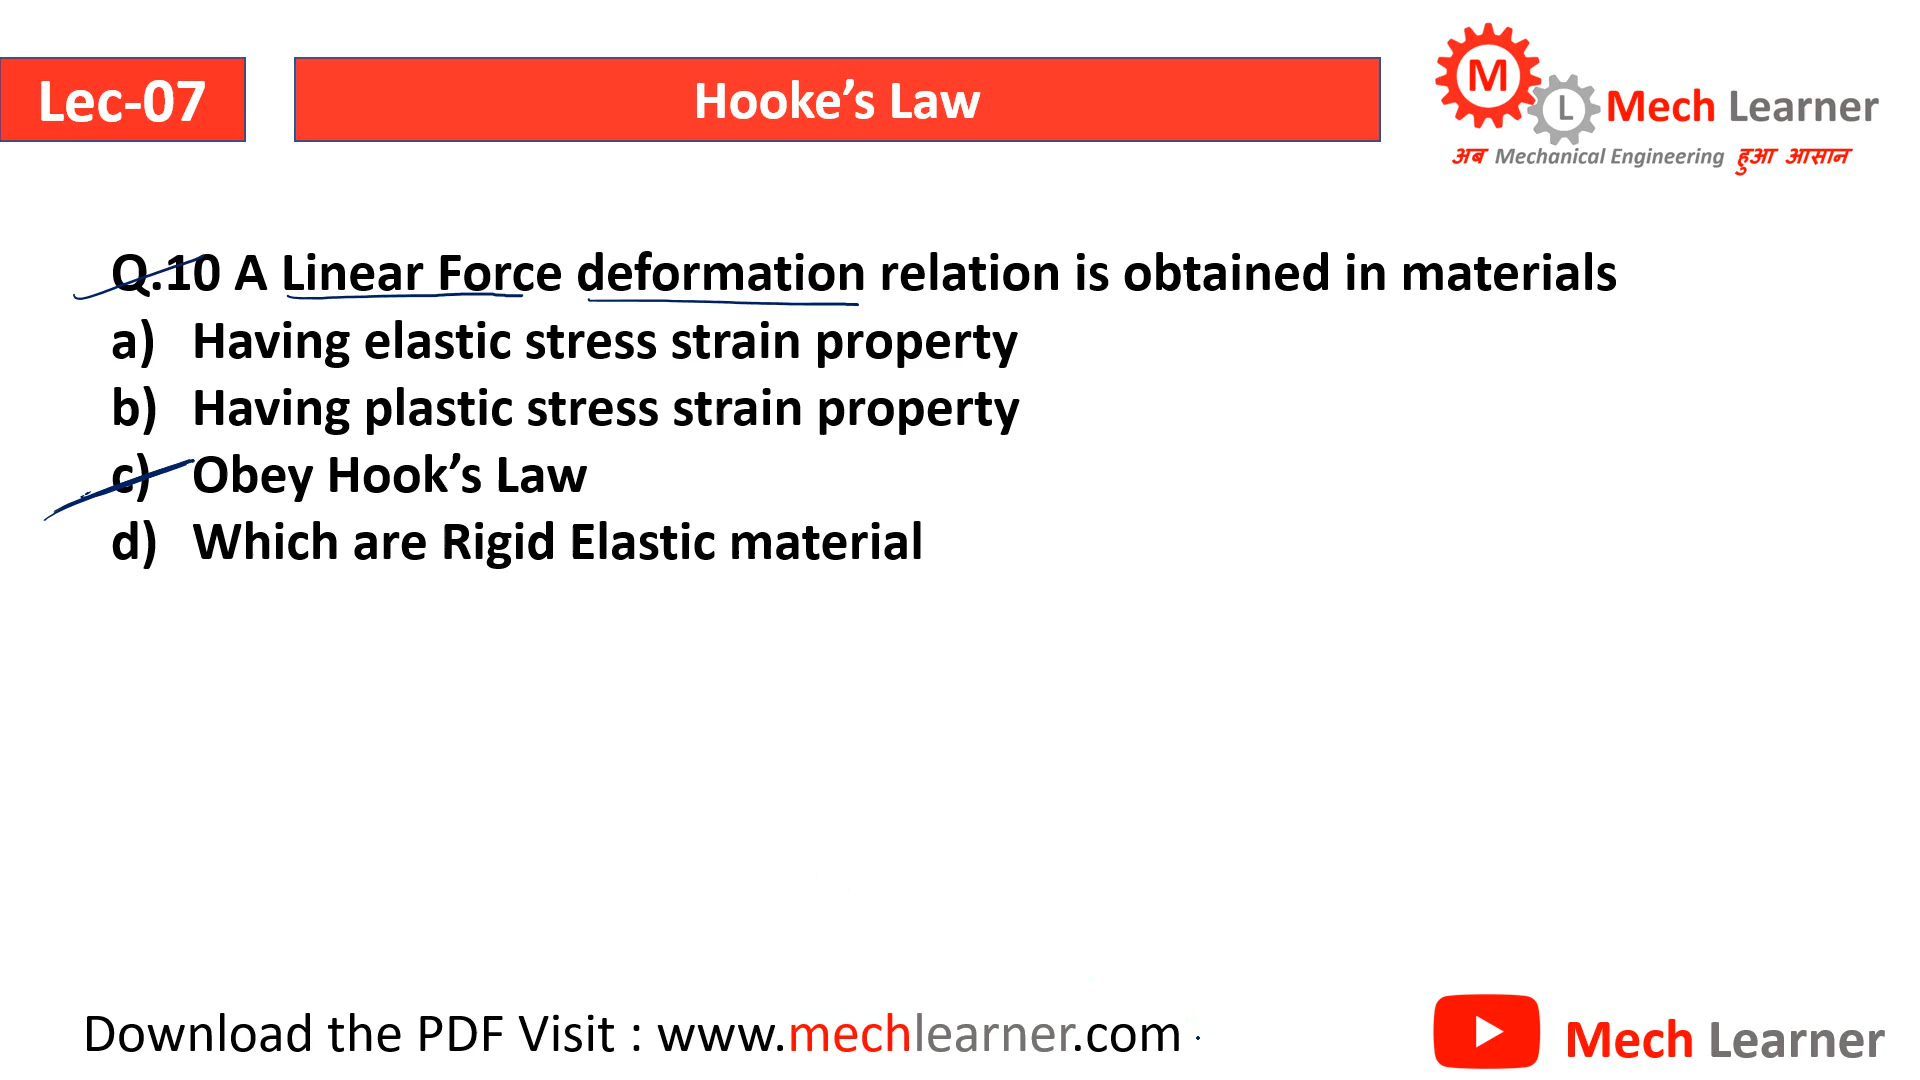 Lec-07
Hooke’s Law
M
L
Mech Learner
अब Mechanical Engineering हुआ आसान
Q.10 A Linear Force deformation relation is obtained in materials
a) Having elastic stress strain property
b) Having plastic stress strain property
c) Obey Hook’s Law
d) Which are Rigid Elastic material
Download the PDF Visit : www.mechlearner.com
Mech Learner